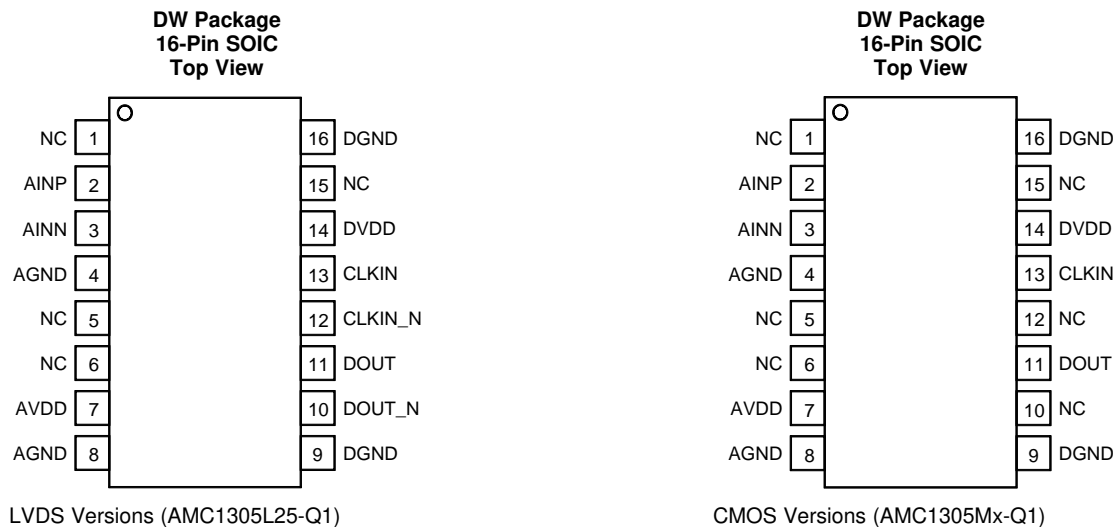 DW Package
16-Pin SOIC
Top View
NC 1
AINP 2
AINN 3
AGND 4
NC 5
NC 6
AVDD 7
AGND 8
16 DGND
15 NC
14 DVDD
13 CLKIN
12 CLKIN_N
11 DOUT
10 DOUT_N
9 DGND
LVDS Versions (AMC1305L25-Q1)
DW Package
16-Pin SOIC
Top View
NC 1
AINP 2
AINN 3
AGND 4
NC 5
NC 6
AVDD 7
AGND 8
16 DGND
15 NC
14 DVDD
13 CLKIN
12 NC
11 DOUT
10 NC
9 DGND
CMOS Versions (AMC1305Mx-Q1)